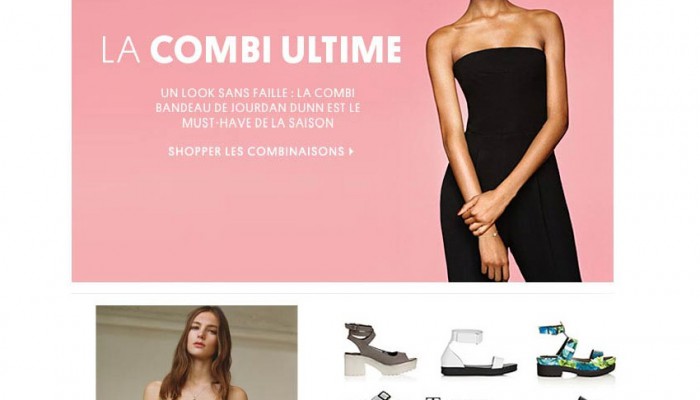 LA COMBI ULTIME
UN LOOK SANS FAILLE : LA COMBI
BANDEAU DE JOURDAN DUNN EST LE
MUST-HAVE DE LA SAISON
SHOPPER LES COMBINAISONS